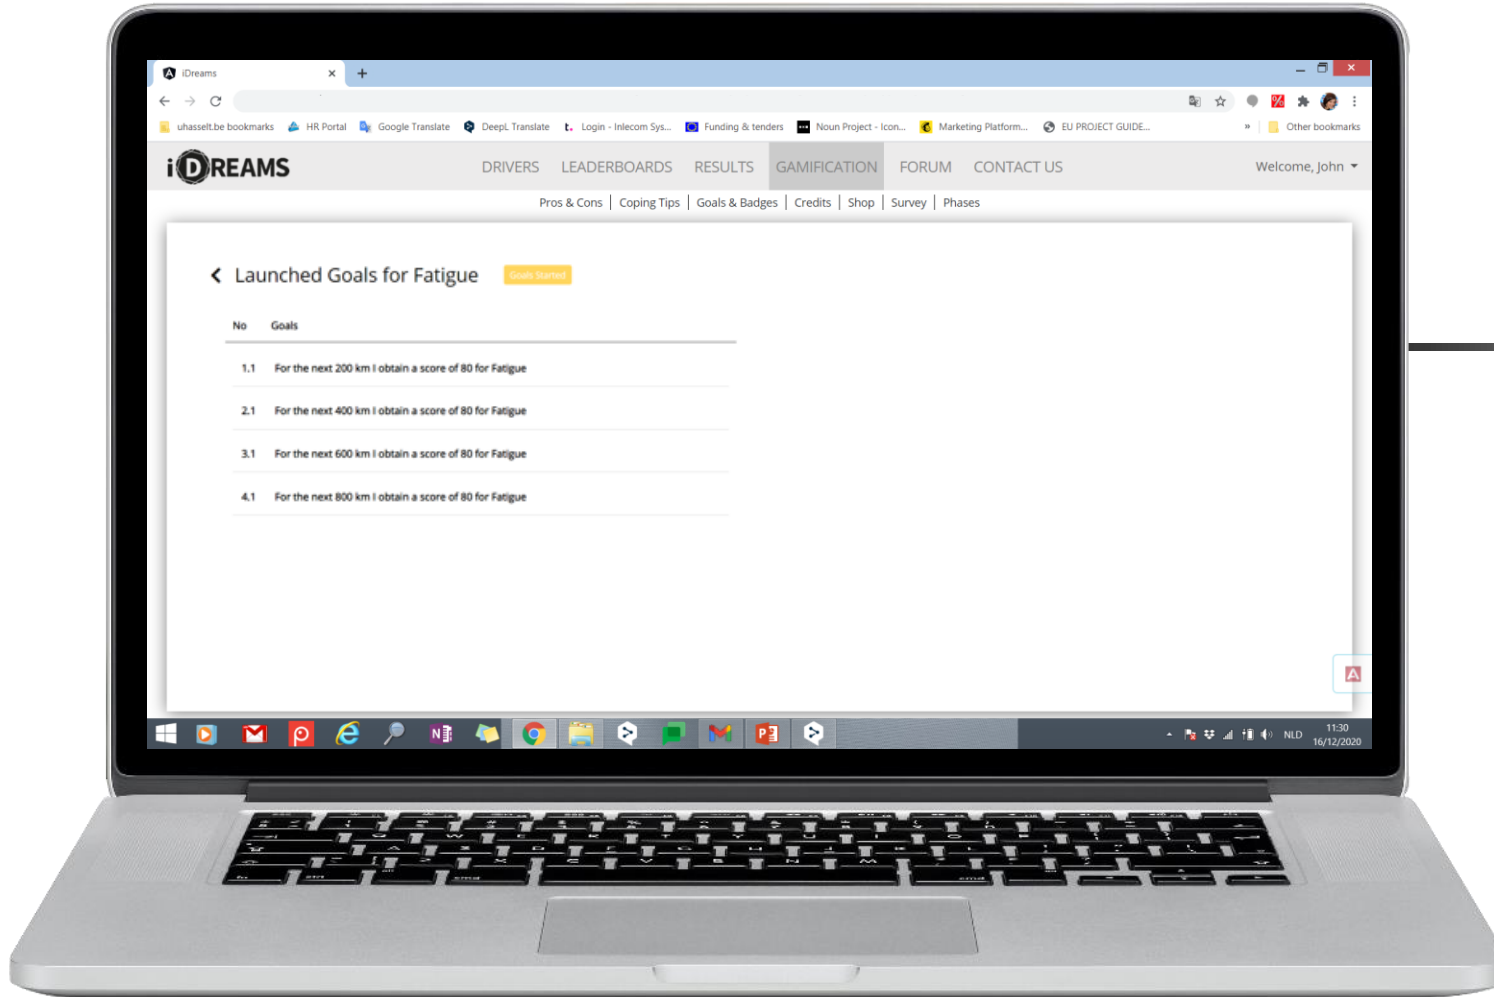 iDreams
uhasselt.be bookmarks HR Portal Google Translate DeepL Translate Login - Inlecom Sys... Funding & tenders Noun Project - Icon... Marketing Platform... EU PROJECT GUIDE... » Other bookmarks
iDREAMS DRIVERS LEADERBOARDS RESULTS GAMIFICATION FORUM CONTACT US Welcome, John
Pros & Cons | Coping Tips | Goals & Badges | Credits | Shop | Survey | Phases
Launched Goals for Fatigue Goals Started
No Goals
1.1 For the next 200 km I obtain a score of 80 for Fatigue
2.1 For the next 400 km I obtain a score of 80 for Fatigue
3.1 For the next 600 km I obtain a score of 80 for Fatigue
4.1 For the next 800 km I obtain a score of 80 for Fatigue
NLD 11:30
16/12/2020